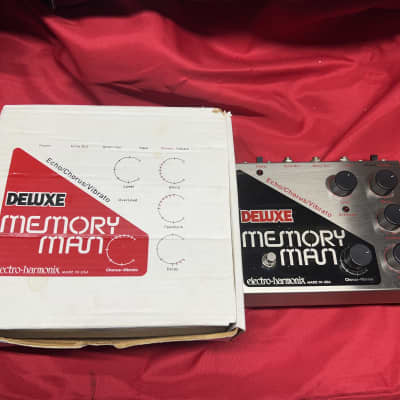 Echo/Chorus/Vibrato
Level
Blend
Overload
Feedback
DELUXE
MEMORY
MAN
Delay
Chorus-Vibrato
electro-harmonix MADE IN USA
Echo/Chorus/Vibrato
DELUXE
MEMORY
MAN
electro-harmonix MADE IN USA
Chorus-Vibrato